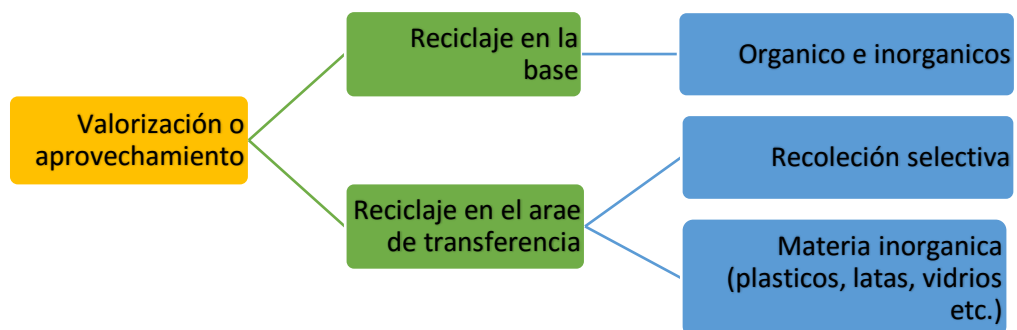 Valorización o
aprovechamiento
Reciclaje en la
base
Organico e inorganicos
Reciclaje en el arae
de transferencia
Recoleción selectiva
Materia inorganica
(plasticos, latas, vidrios
etc.)